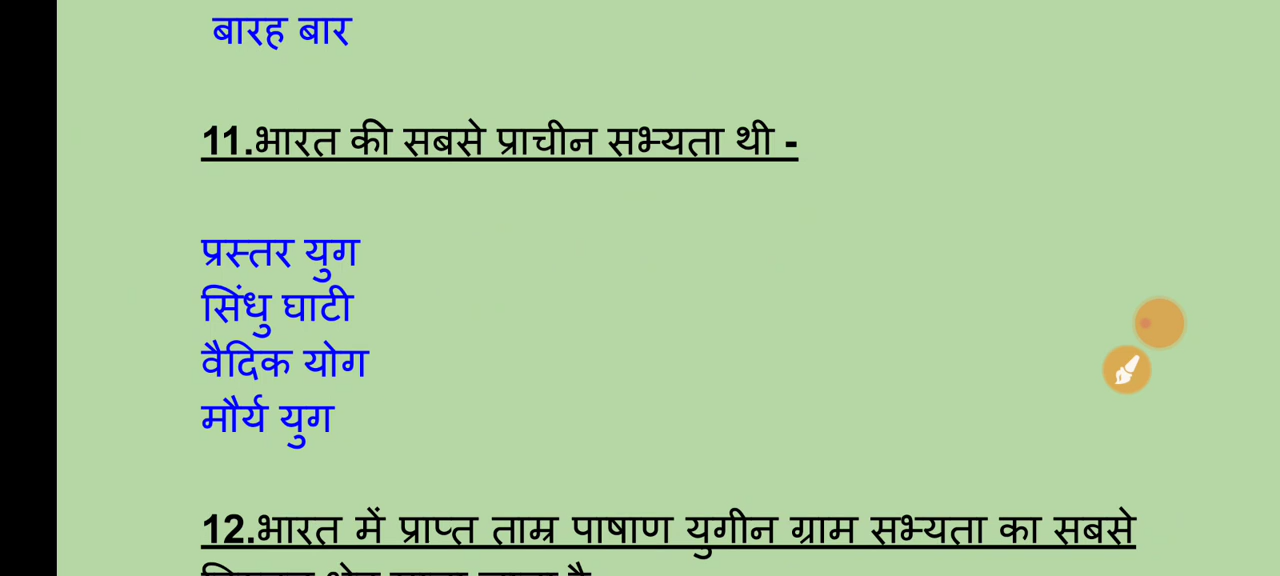 बारह बार
11.भारत की सबसे प्राचीन सभ्यता थी -
प्रस्तर युग
सिंधु घाटी
वैदिक योग
मौर्य युग
12.भारत में प्राप्त ताम्र पाषाण युगीन ग्राम सभ्यता का सबसे